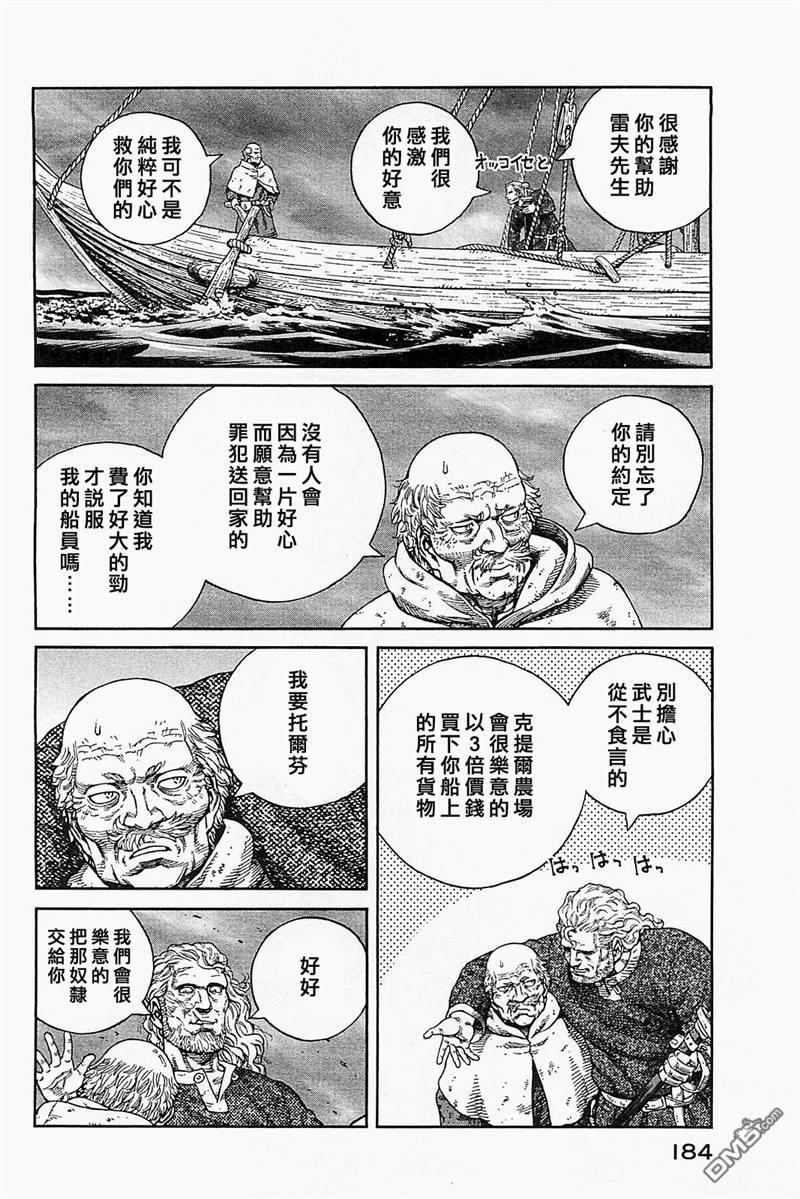 很感謝
你的幫助
雷夫先生
オッコイセと
我們很
感激
你的好意
我可不是
純粹好心
救你們的
請別忘了
你的約定
沒有人會
因為一片好心
而願意幫助
罪犯送回家的
你知道我
費了好大的勁
才説服
我的船員嗎……
別擔心
武士是
從不食言的
克提爾農場
會很樂意的
以3倍價錢
買下你船上
的所有貨物
はっはっはっ
我要托爾芬
好好
我們會很
樂意的
把那奴隸
交給你
184
DM5.com